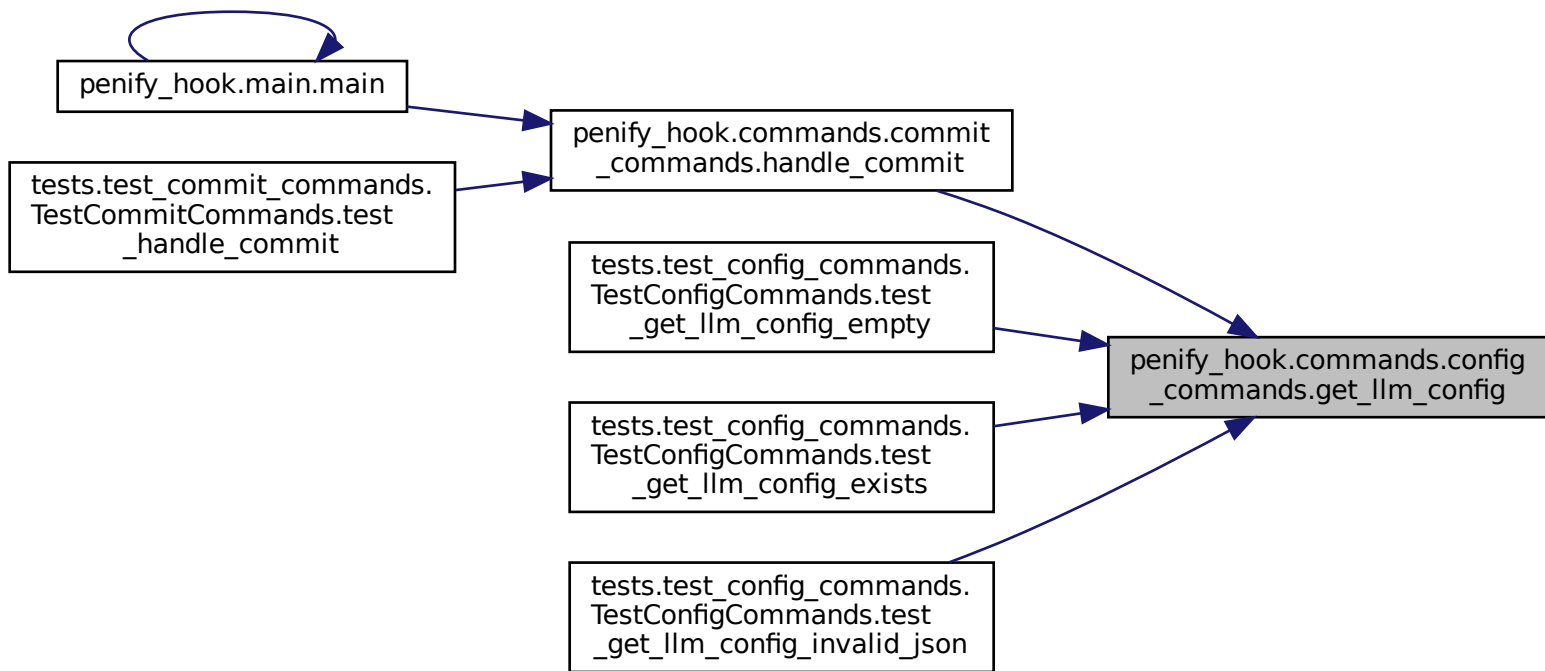 penify_hook.main.main
tests.test_commit_commands.
TestCommitCommands.test
_handle_commit
penify_hook.commands.commit
_commands.handle_commit
tests.test_config_commands.
TestConfigCommands.test
_get_llm_config_empty
tests.test_config_commands.
TestConfigCommands.test
_get_llm_config_exists
tests.test_config_commands.
TestConfigCommands.test
_get_llm_config_invalid_json
penify_hook.commands.config
_commands.get_llm_config